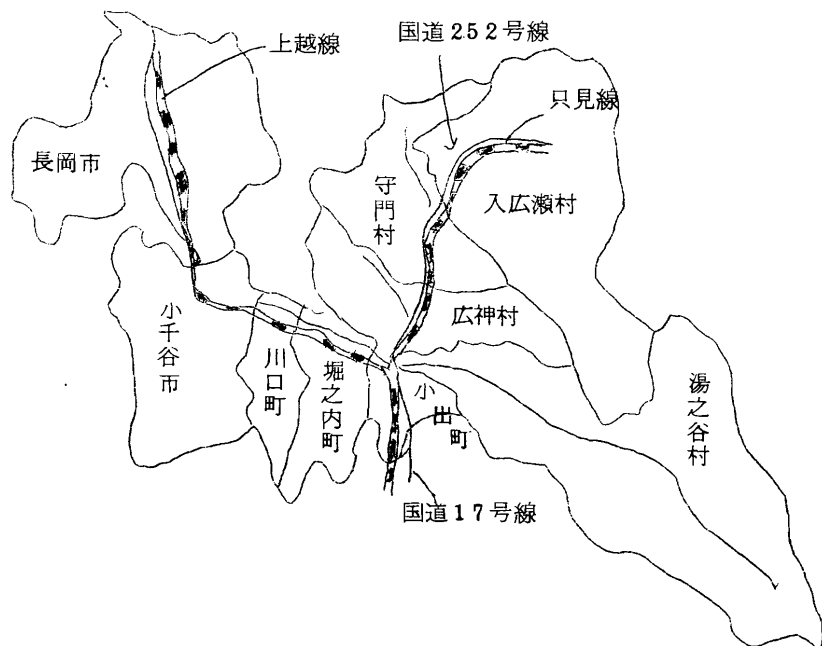 国道252号線
上越線
只見線
長岡市
守門村
入広瀬村
小千谷市
川口町
堀之内町
広神村
小出町
湯之谷村
国道17号線